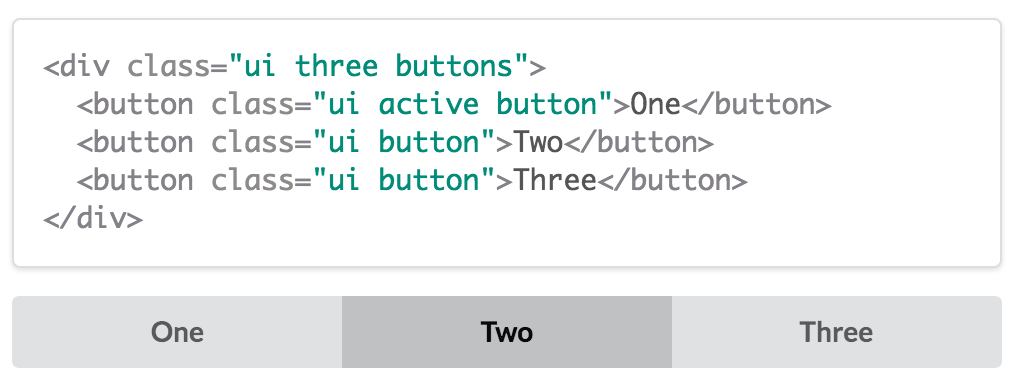 <div class="ui three buttons">
  <button class="ui active button">One</button>
  <button class="ui button">Two</button>
  <button class="ui button">Three</button>
</div>
One Two Three